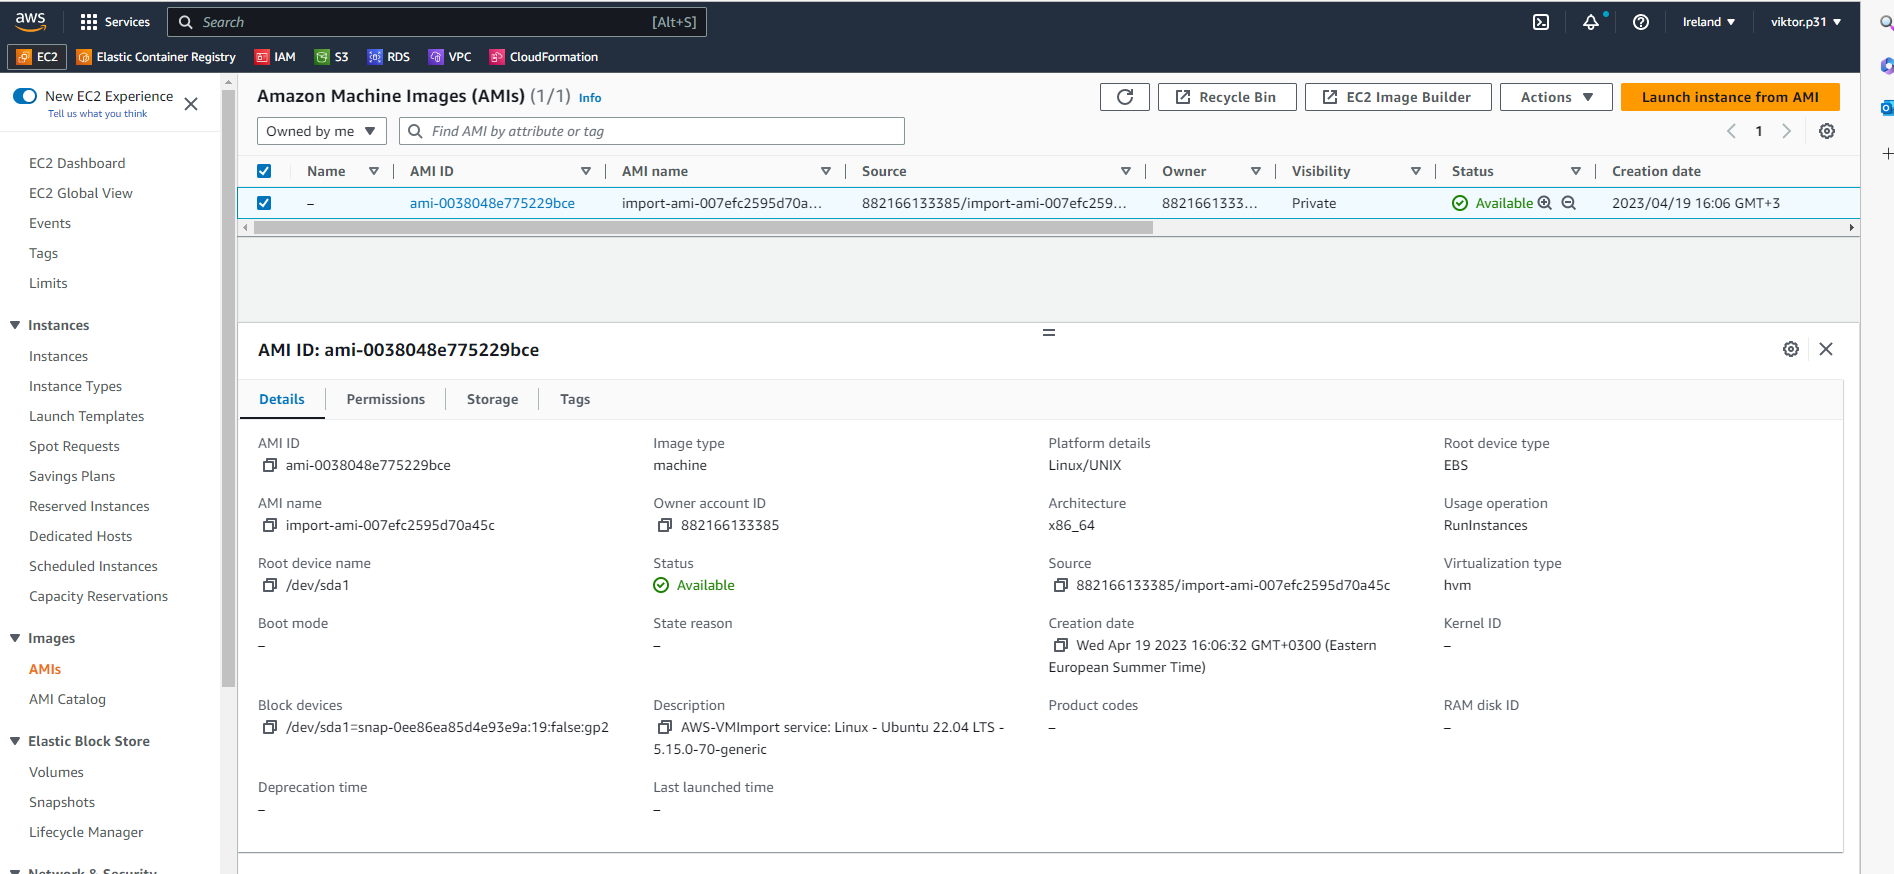 aws
Services
Search
[Alt+S]
Ireland
viktor.p31
EC2
Elastic Container Registry
IAM
S3
RDS
VPC
CloudFormation
New EC2 Experience
Tell us what you think
EC2 Dashboard
EC2 Global View
Events
Tags
Limits
Instances
Instances
Instance Types
Launch Templates
Spot Requests
Savings Plans
Reserved Instances
Dedicated Hosts
Scheduled Instances
Capacity Reservations
Images
AMIs
AMI Catalog
Elastic Block Store
Volumes
Snapshots
Lifecycle Manager
Network & Security
Amazon Machine Images (AMIs) (1/1) Info
Recycle Bin
EC2 Image Builder
Actions
Launch instance from AMI
Owned by me
Find AMI by attribute or tag
1
Name
AMI ID
AMI name
Source
Owner
Visibility
Status
Creation date
–
ami-0038048e775229bce
import-ami-007efc2595d70a...
882166133385/import-ami-007efc259...
8821661333...
Private
Available
2023/04/19 16:06 GMT+3
AMI ID: ami-0038048e775229bce
Details
Permissions
Storage
Tags
AMI ID
ami-0038048e775229bce
Image type
machine
Platform details
Linux/UNIX
Root device type
EBS
AMI name
import-ami-007efc2595d70a45c
Owner account ID
882166133385
Architecture
x86_64
Usage operation
RunInstances
Root device name
/dev/sda1
Status
Available
Source
882166133385/import-ami-007efc2595d70a45c
Virtualization type
hvm
Boot mode
–
State reason
–
Creation date
Wed Apr 19 2023 16:06:32 GMT+0300 (Eastern
European Summer Time)
Kernel ID
–
Block devices
/dev/sda1=snap-0ee86ea85d4e93e9a:19:false:gp2
Description
AWS-VMImport service: Linux - Ubuntu 22.04 LTS -
5.15.0-70-generic
Product codes
–
RAM disk ID
–
Deprecation time
–
Last launched time
–